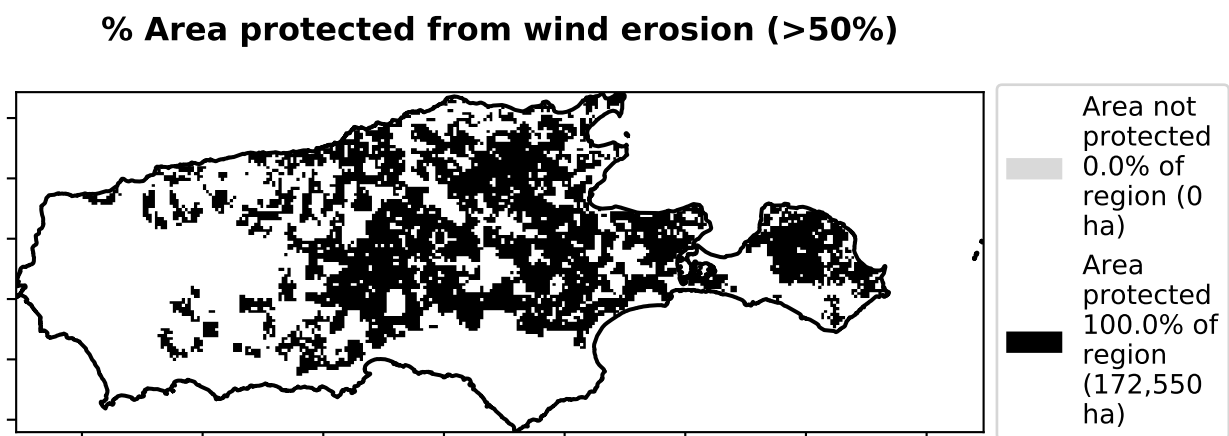 % Area protected from wind erosion (>50%)
Area not
protected
0.0% of
region (0
ha)
Area
protected
100.0% of
region
(172,550
ha)